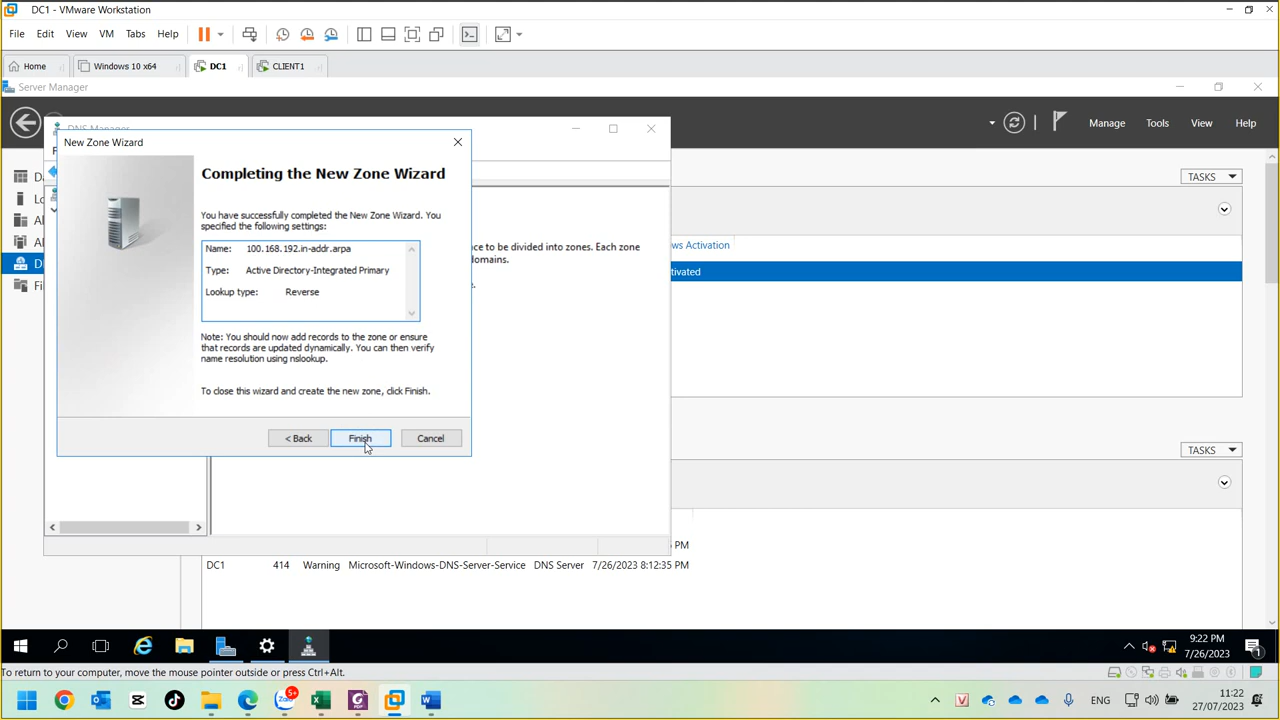 DC1 - VMware Workstation
File Edit View VM Tabs Help
Home Windows 10 x64 DC1 CLIENT1
Server Manager
Manage Tools View Help
DNS Manager
New Zone Wizard
TASKS
Completing the New Zone Wizard
You have successfully completed the New Zone Wizard. You
specified the following settings:
Name: 100.168.192.in-addr.arpa
Type: Active Directory-Integrated Primary
Lookup type: Reverse
Note: You should now add records to the zone or ensure
that records are updated dynamically. You can then verify
name resolution using nslookup.
To close this wizard and create the new zone, click Finish.
< Back Finish Cancel
ce to be divided into zones. Each zone
domains.
ws Activation
tivated
TASKS
PM
DC1 414 Warning Microsoft-Windows-DNS-Server-Service DNS Server 7/26/2023 8:12:35 PM
9:22 PM
7/26/2023
1
To return to your computer, move the mouse pointer outside or press Ctrl+Alt.
5+
Zalo
ENG
11:22
27/07/2023